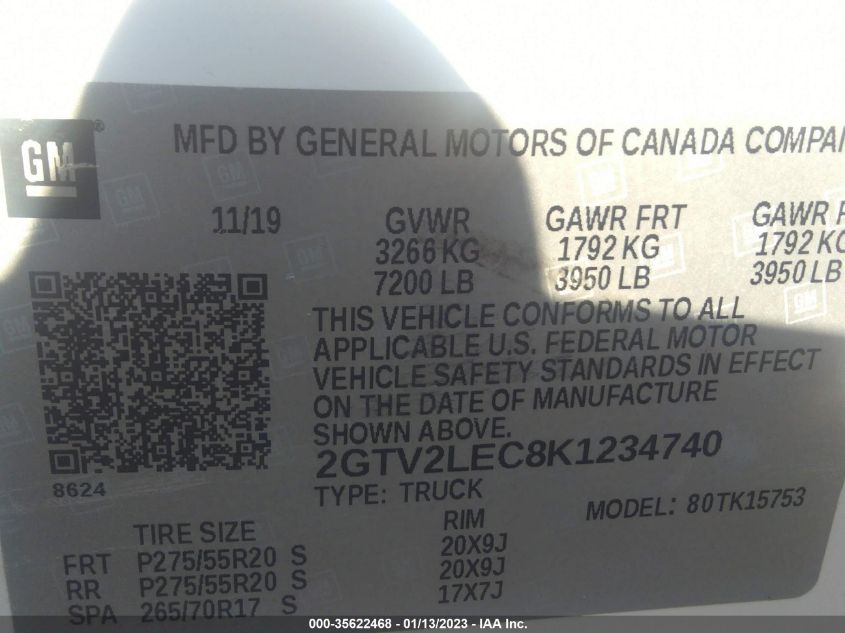 GM
MFD BY GENERAL MOTORS OF CANADA COMPAN
11/19 GVWR GAWR FRT GAWR R
3266 KG 1792 KG 1792 KG
7200 LB 3950 LB 3950 LB
THIS VEHICLE CONFORMS TO ALL
APPLICABLE U.S. FEDERAL MOTOR
VEHICLE SAFETY STANDARDS IN EFFECT
ON THE DATE OF MANUFACTURE
SHOWN ABOVE.
2GTV2LEC8K1234740
8624
TYPE: TRUCK MODEL: 80TK15753
TIRE SIZE RIM
FRT P275/55R20 S 20X9J
RR P275/55R20 S 20X9J
SPA 265/70R17 S 17X7J
000-35622468 - 01/13/2023 - IAA Inc.